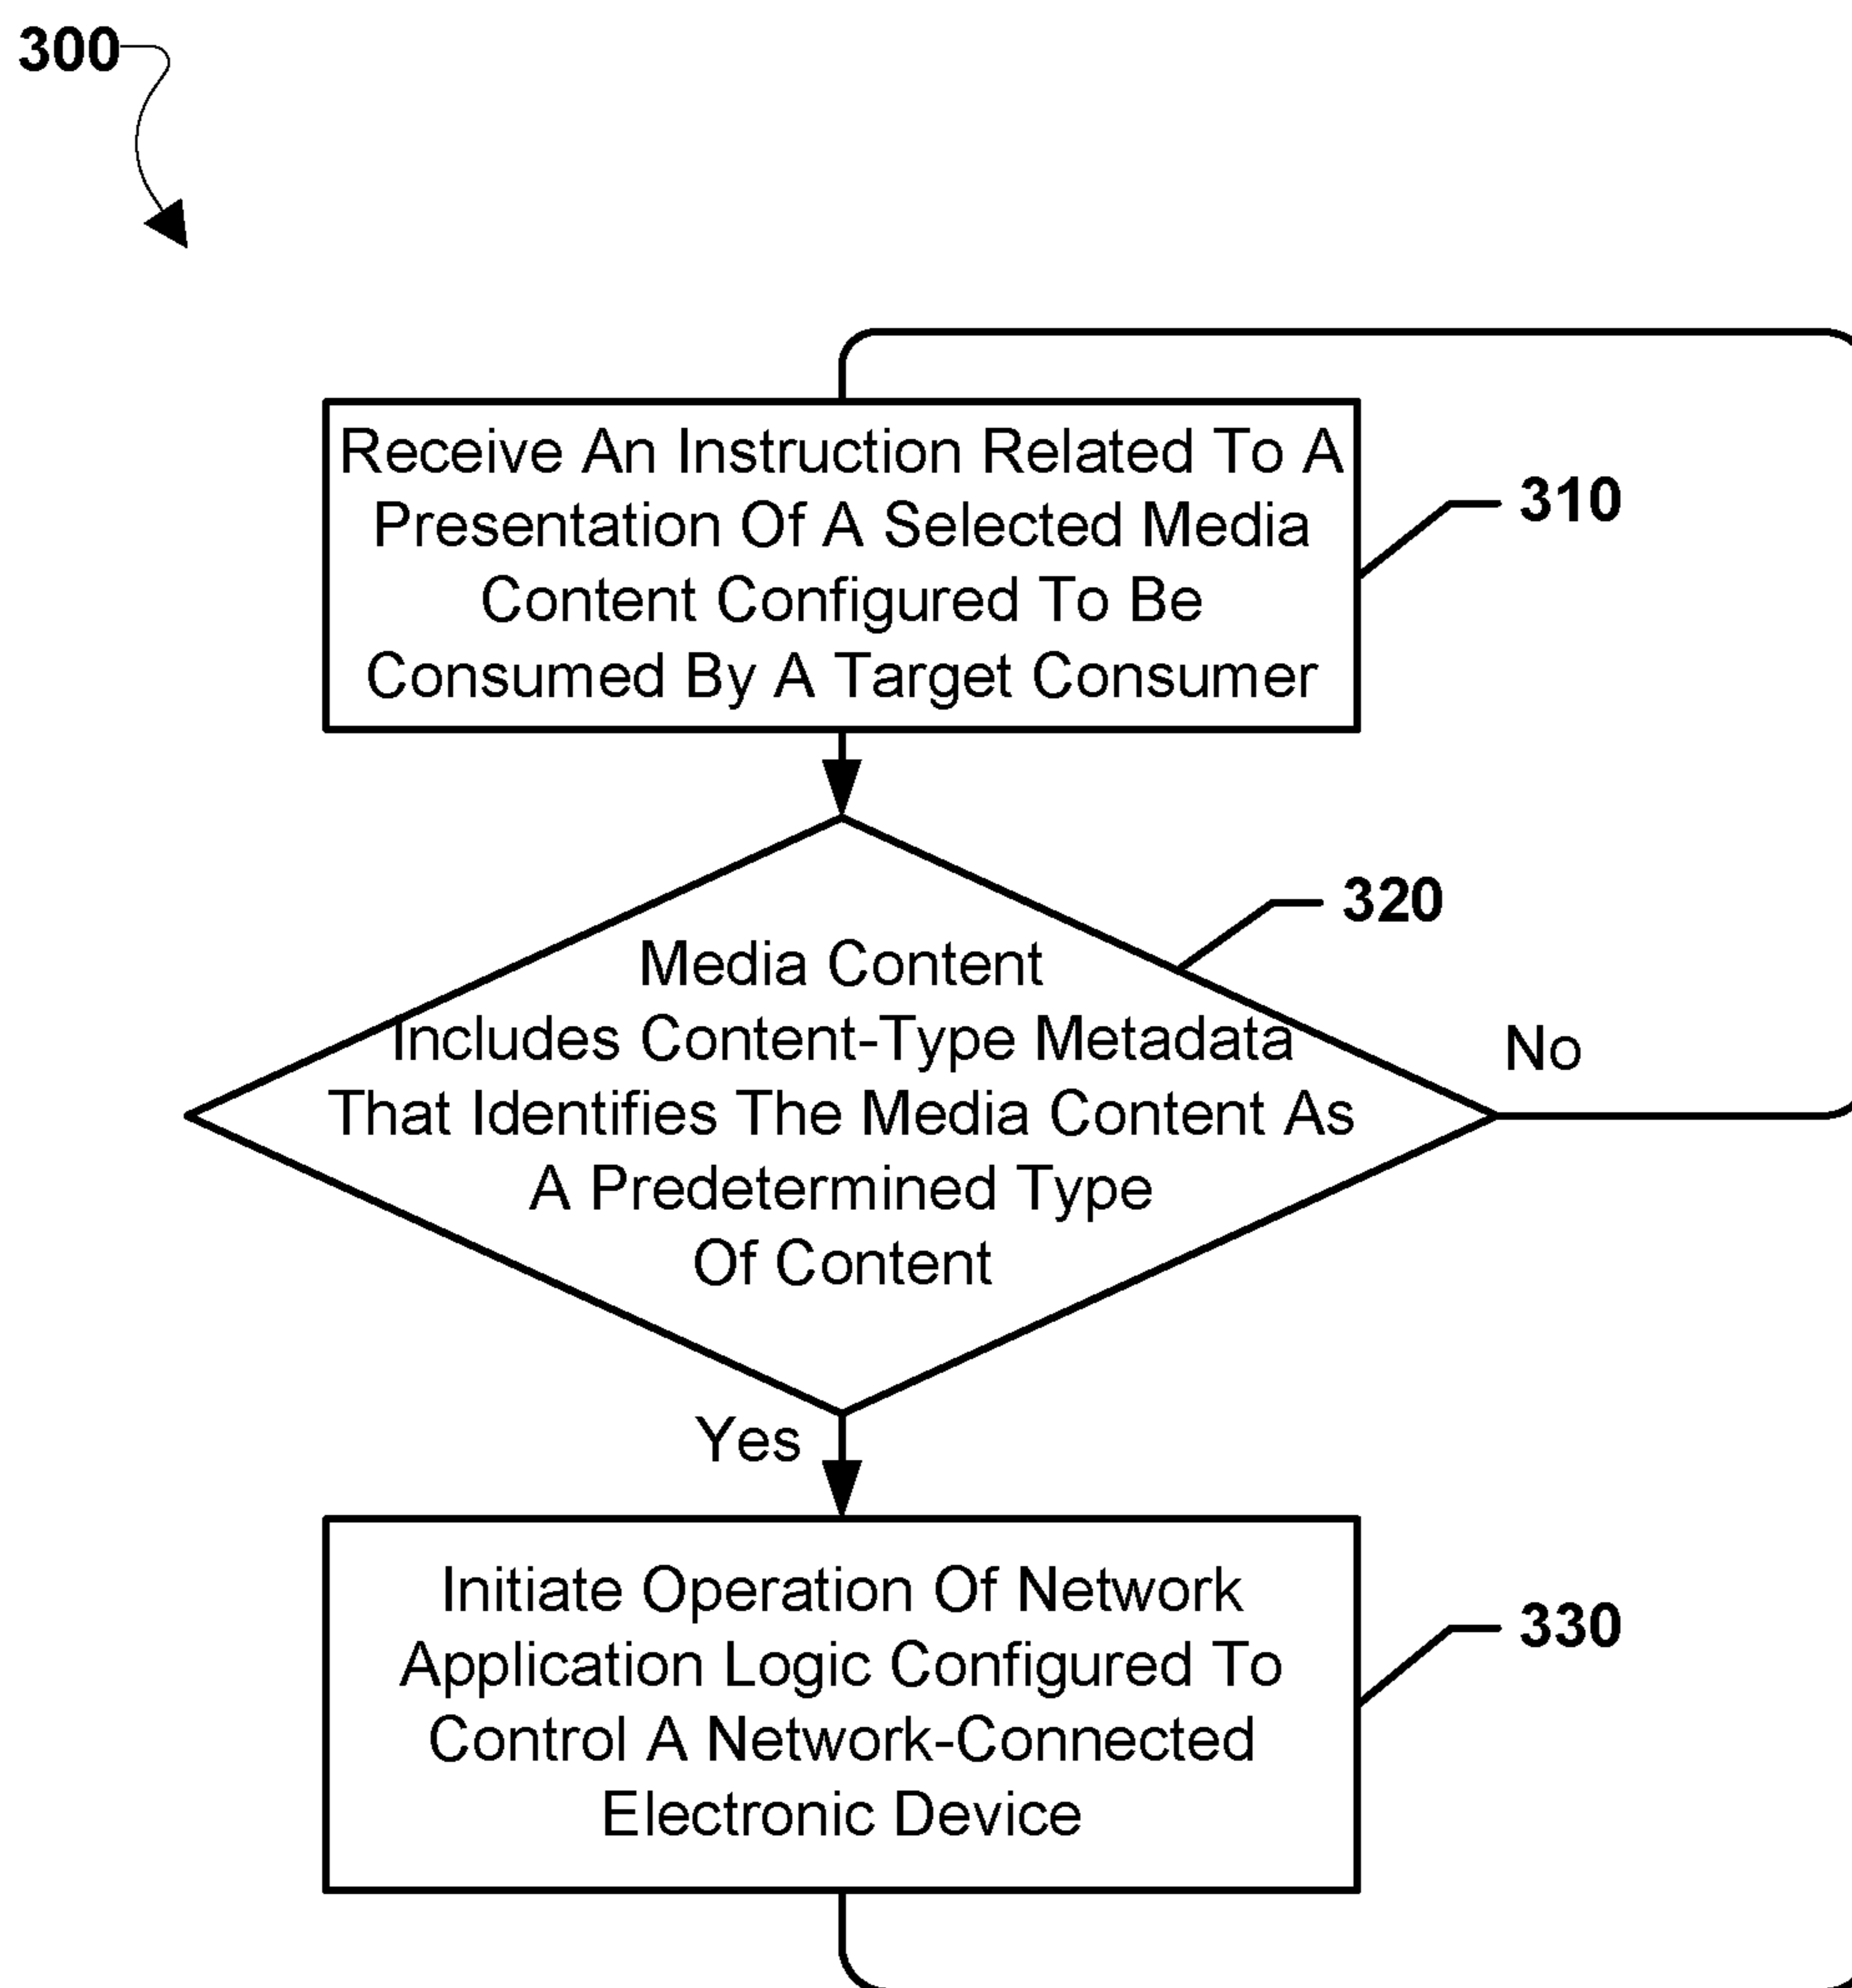 300
Receive An Instruction Related To A
Presentation Of A Selected Media
Content Configured To Be
Consumed By A Target Consumer
310
320
Media Content
Includes Content-Type Metadata
That Identifies The Media Content As
A Predetermined Type
Of Content
No
Yes
Initiate Operation Of Network
Application Logic Configured To
Control A Network-Connected
Electronic Device
330